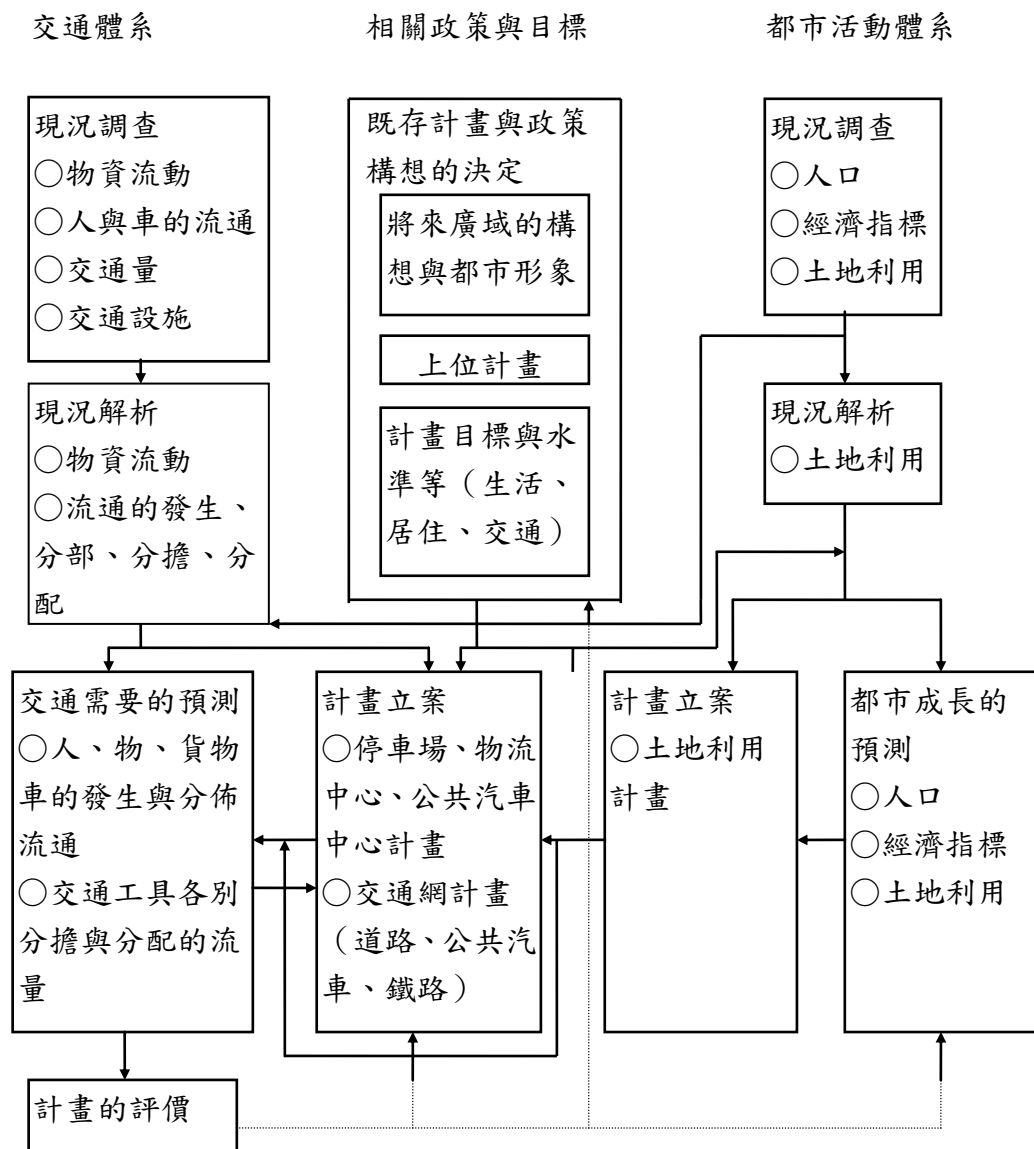 交通體系
相關政策與目標
都市活動體系
現況調查
○物資流動
○人與車的流通
○交通量
○交通設施
既存計畫與政策
構想的決定
將來廣域的構
想與都市形象
上位計畫
計畫目標與水
準等（生活、
居住、交通）
現況調查
○人口
○經濟指標
○土地利用
現況解析
○物資流動
○流通的發生、
分部、分擔、分
配
現況解析
○土地利用
交通需要的預測
○人、物、貨物
車的發生與分佈
流通
○交通工具各別
分擔與分配的流
量
計畫立案
○停車場、物流
中心、公共汽車
中心計畫
○交通網計畫
（道路、公共汽
車、鐵路）
計畫立案
○土地利用
計畫
都市成長的
預測
○人口
○經濟指標
○土地利用
計畫的評價